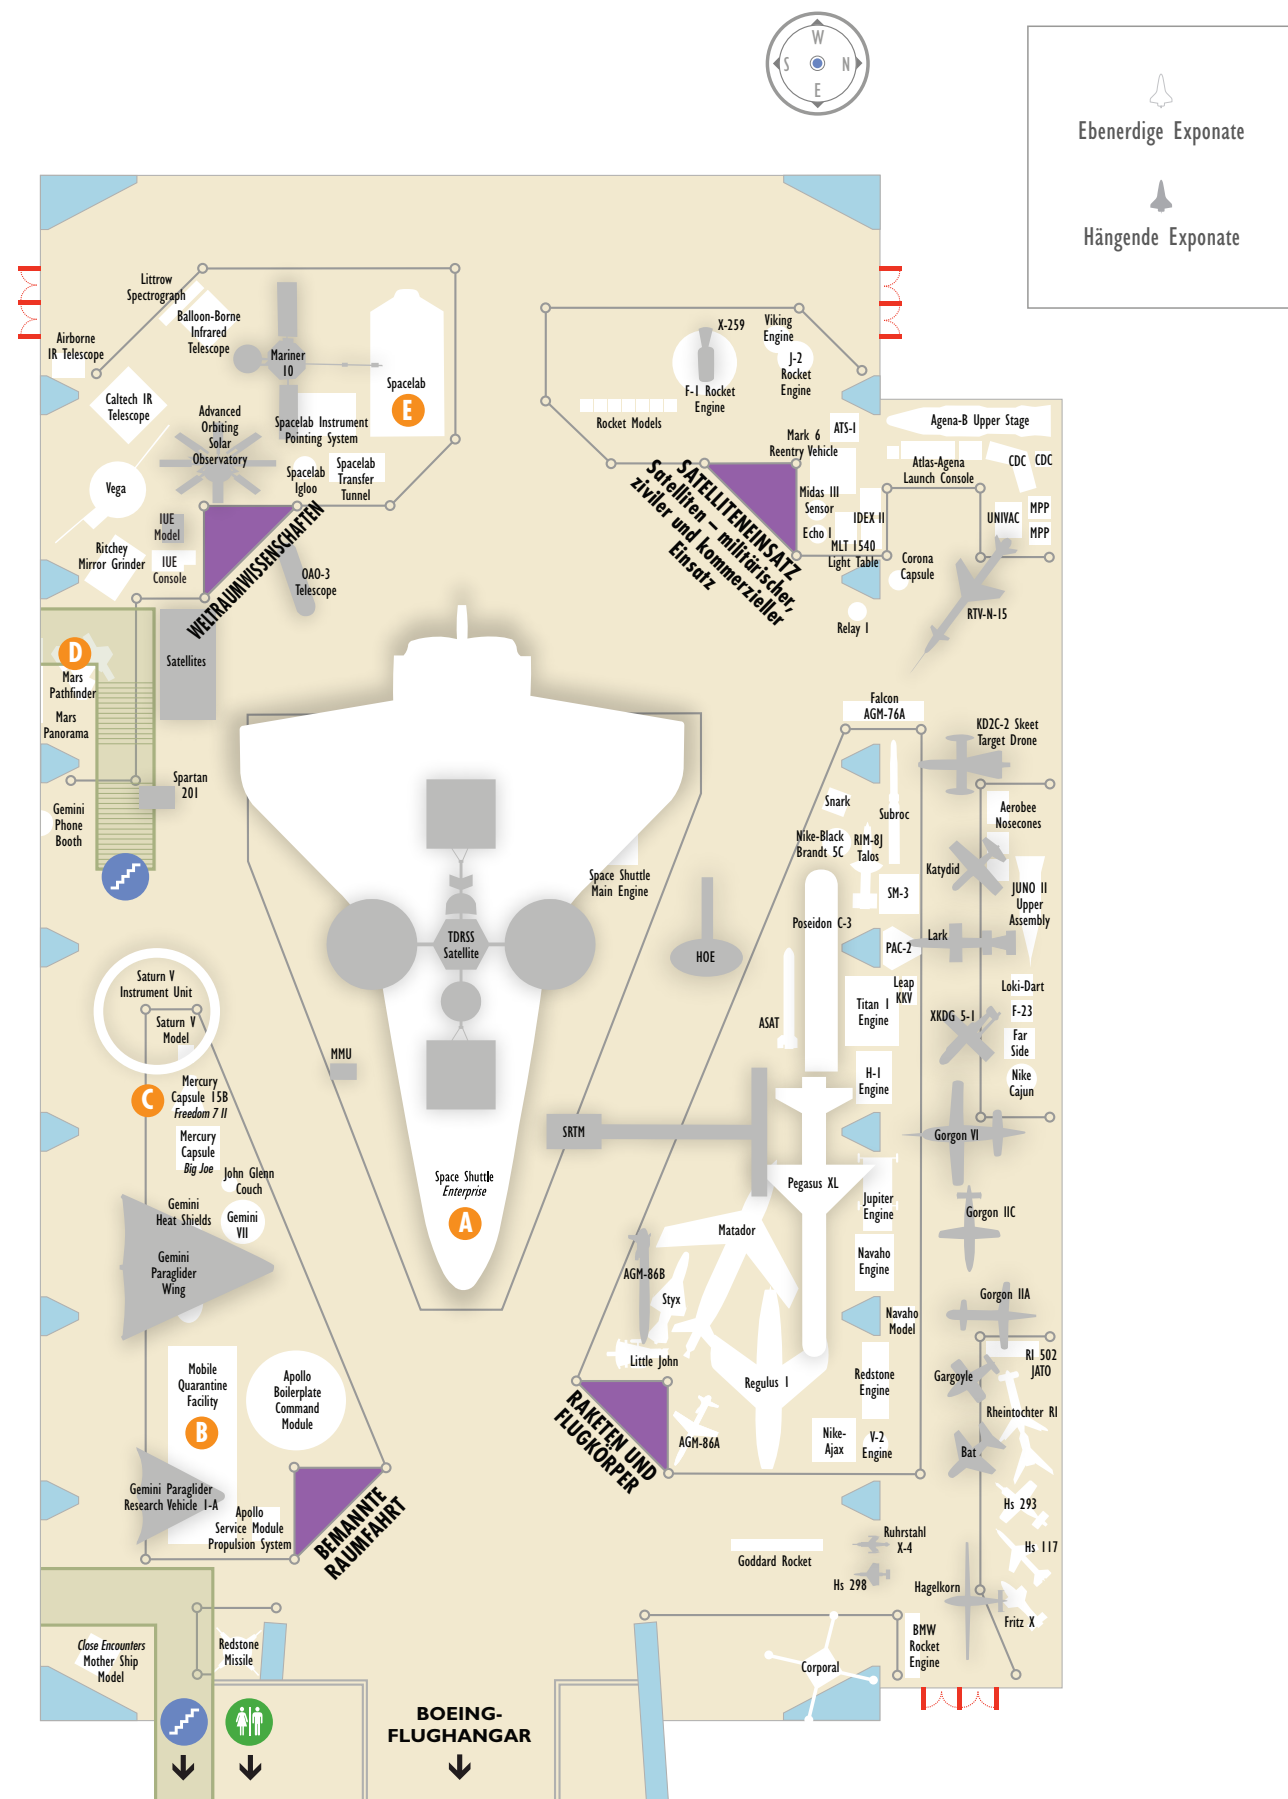 W
S
N
E
Ebenerdige Exponate
Hängende Exponate
Littrow
Spectrograph
Balloon-Borne
Infrared
Telescope
Airborne
IR Telescope
Mariner
10
Spacelab
E
Caltech IR
Telescope
Advanced
Orbiting
Solar
Observatory
Spacelab Instrument
Pointing System
Spacelab
Igloo
Spacelab
Transfer
Tunnel
Vega
IUE
Model
Ritchey
Mirror Grinder
IUE
Console
OAO-3
Telescope
WELTRAUMWISSENSCHAFTEN
X-259
Viking
Engine
J-2
Rocket
Engine
F-1 Rocket
Engine
Rocket Models
ATS-1
Mark 6
Reentry Vehicle
Agena-B Upper Stage
Atlas-Agena
Launch Console
CDC
CDC
Midas III
Sensor
IDEX II
Echo I
MLT 1540
Light Table
UNIVAC
MPP
MPP
Corona
Capsule
Relay 1
RTV-N-15
SATELLITENEINSATZ
Satelliten – militärischer,
ziviler und kommerzieller
Einsatz
D
Mars
Pathfinder
Mars
Panorama
Satellites
Spartan
201
Gemini
Phone
Booth
Falcon
AGM-76A
KD2C-2 Skeet
Target Drone
Snark
Subroc
Aerobee
Nosecones
Nike-Black
Brandt 5C
RIM-8J
Talos
Katydid
Space Shuttle
Main Engine
SM-3
JUNO II
Upper
Assembly
Poseidon C-3
Lark
PAC-2
TDRSS
Satellite
HOE
Leap
KKV
Loki-Dart
Saturn V
Instrument Unit
Titan 1
Engine
XKDG 5-1
F-23
Saturn V
Model
ASAT
Far
Side
MMU
H-1
Engine
Nike
Cajun
C
Mercury
Capsule 15B
Freedom 7 II
Mercury
Capsule
Big Joe
SRTM
Gorgon VI
John Glenn
Couch
Space Shuttle
Enterprise
A
Pegasus XL
Jupiter
Engine
Gemini
Heat Shields
Gemini
VII
Matador
Gorgon IIC
Gemini
Paraglider
Wing
AGM-86B
Styx
Navaho
Engine
Gorgon IIA
Navaho
Model
Little John
Regulus I
Redstone
Engine
Gargoyle
RI 502
JATO
Mobile
Quarantine
Facility
B
Apollo
Boilerplate
Command
Module
Rheintochter RI
RAKETEN UND
FLUGKÖRPER
AGM-86A
Nike-
Ajax
V-2
Engine
Bat
Gemini Paraglider
Research Vehicle 1-A
Apollo
Service Module
Propulsion System
BEMANNTE
RAUMFAHRT
Hs 293
Ruhrstahl
X-4
Goddard Rocket
Hs 117
Hs 298
Hagelkorn
Fritz X
Close Encounters
Mother Ship
Model
Redstone
Missile
Corporal
BMW
Rocket
Engine
BOEING-
FLUGHANGAR